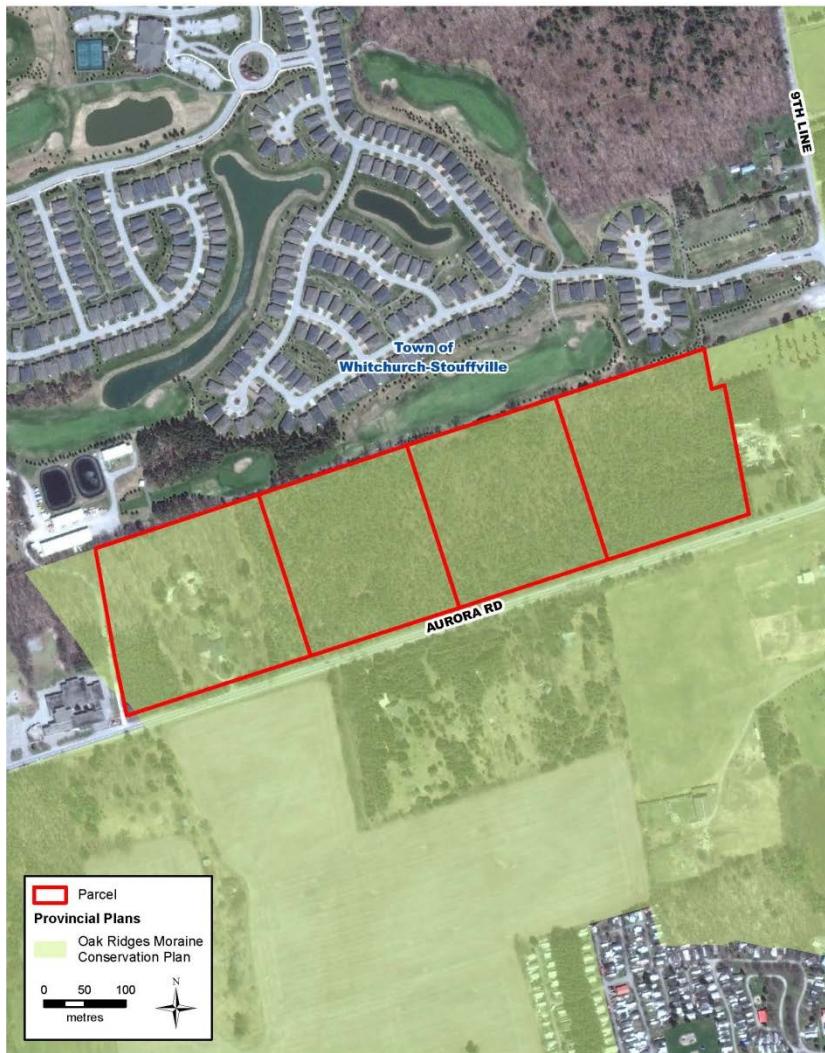 9TH LINE
Town of
Whitchurch-Stouffville
AURORA RD
Parcel
Provincial Plans
Oak Ridges Moraine
Conservation Plan
N
0 50 100
metres